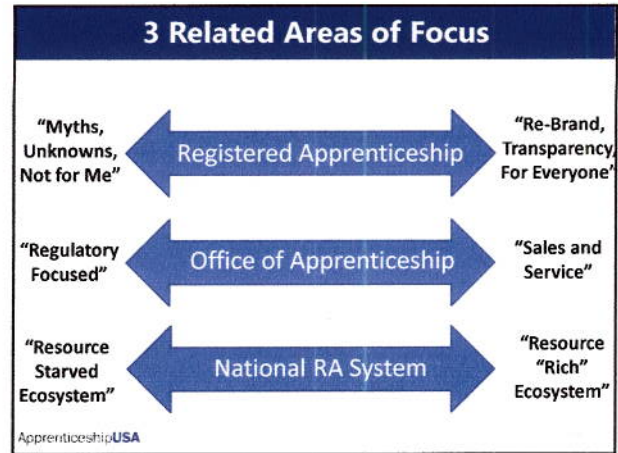 3 Related Areas of Focus
"Myths,
Unknowns,
Not for Me"
Registered Apprenticeship
"Re-Brand,
Transparency,
For Everyone"
"Regulatory
Focused"
Office of Apprenticeship
"Sales and
Service"
"Resource
Starved
Ecosystem"
National RA System
"Resource
"Rich"
Ecosystem"
ApprenticeshipUSA